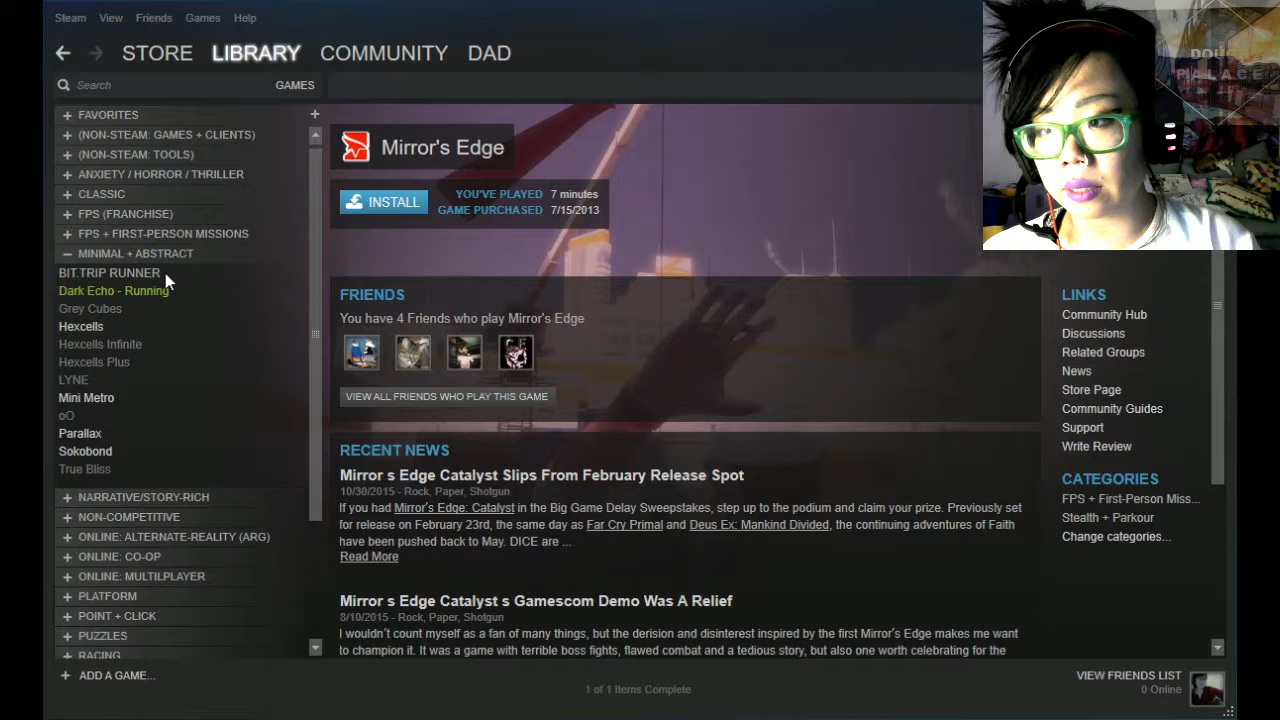 Steam View Friends Games Help
STORE LIBRARY COMMUNITY DAD
Search GAMES
+ FAVORITES +
+ (NON-STEAM: GAMES + CLIENTS)
+ (NON-STEAM: TOOLS)
+ ANXIETY / HORROR / THRILLER
+ CLASSIC
+ FPS (FRANCHISE)
+ FPS + FIRST-PERSON MISSIONS
− MINIMAL + ABSTRACT
BIT.TRIP RUNNER
Dark Echo - Running
Grey Cubes
Hexcells
Hexcells Infinite
Hexcells Plus
LYNE
Mini Metro
oO
Parallax
Sokobond
True Bliss
+ NARRATIVE/STORY-RICH
+ NON-COMPETITIVE
+ ONLINE: ALTERNATE-REALITY (ARG)
+ ONLINE: CO-OP
+ ONLINE: MULTILPLAYER
+ PLATFORM
+ POINT + CLICK
+ PUZZLES
+ RACING
+ ADD A GAME...
Mirror's Edge
INSTALL
YOU'VE PLAYED 7 minutes
GAME PURCHASED 7/15/2013
FRIENDS
You have 4 Friends who play Mirror's Edge
VIEW ALL FRIENDS WHO PLAY THIS GAME
RECENT NEWS
Mirror s Edge Catalyst Slips From February Release Spot
10/30/2015 - Rock, Paper, Shotgun
If you had Mirror's Edge: Catalyst in the Big Game Delay Sweepstakes, step up to the podium and claim your prize. Previously set
for release on February 23rd, the same day as Far Cry Primal and Deus Ex: Mankind Divided, the continuing adventures of Faith
have been pushed back to May. DICE are ...
Read More
Mirror s Edge Catalyst s Gamescom Demo Was A Relief
8/10/2015 - Rock, Paper, Shotgun
I wouldn't count myself as a fan of many things, but the derision and disinterest inspired by the first Mirror's Edge makes me want
to champion it. It was a game with terrible boss fights, flawed combat and a tedious story, but also one worth celebrating for the
1 of 1 Items Complete
LINKS
Community Hub
Discussions
Related Groups
News
Store Page
Community Guides
Support
Write Review
CATEGORIES
FPS + First-Person Miss...
Stealth + Parkour
Change categories...
VIEW FRIENDS LIST
0 Online
PALACE